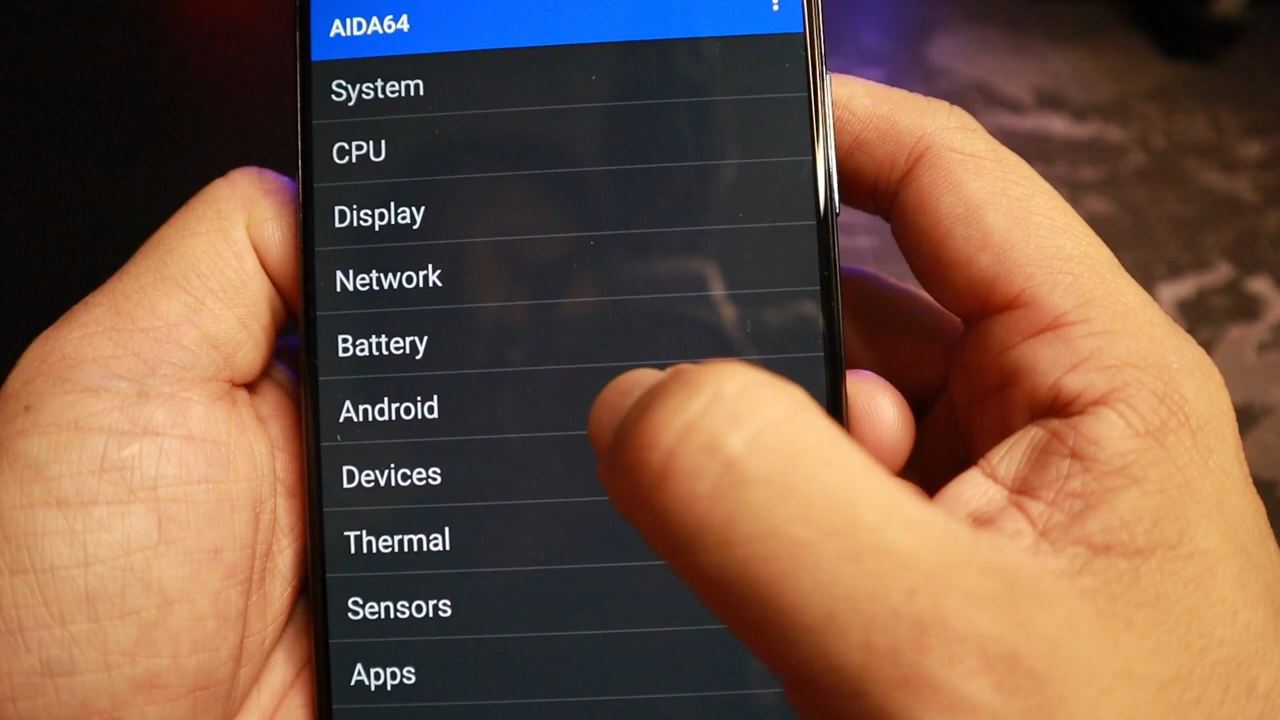 AIDA64
System
CPU
Display
Network
Battery
Android
Devices
Thermal
Sensors
Apps